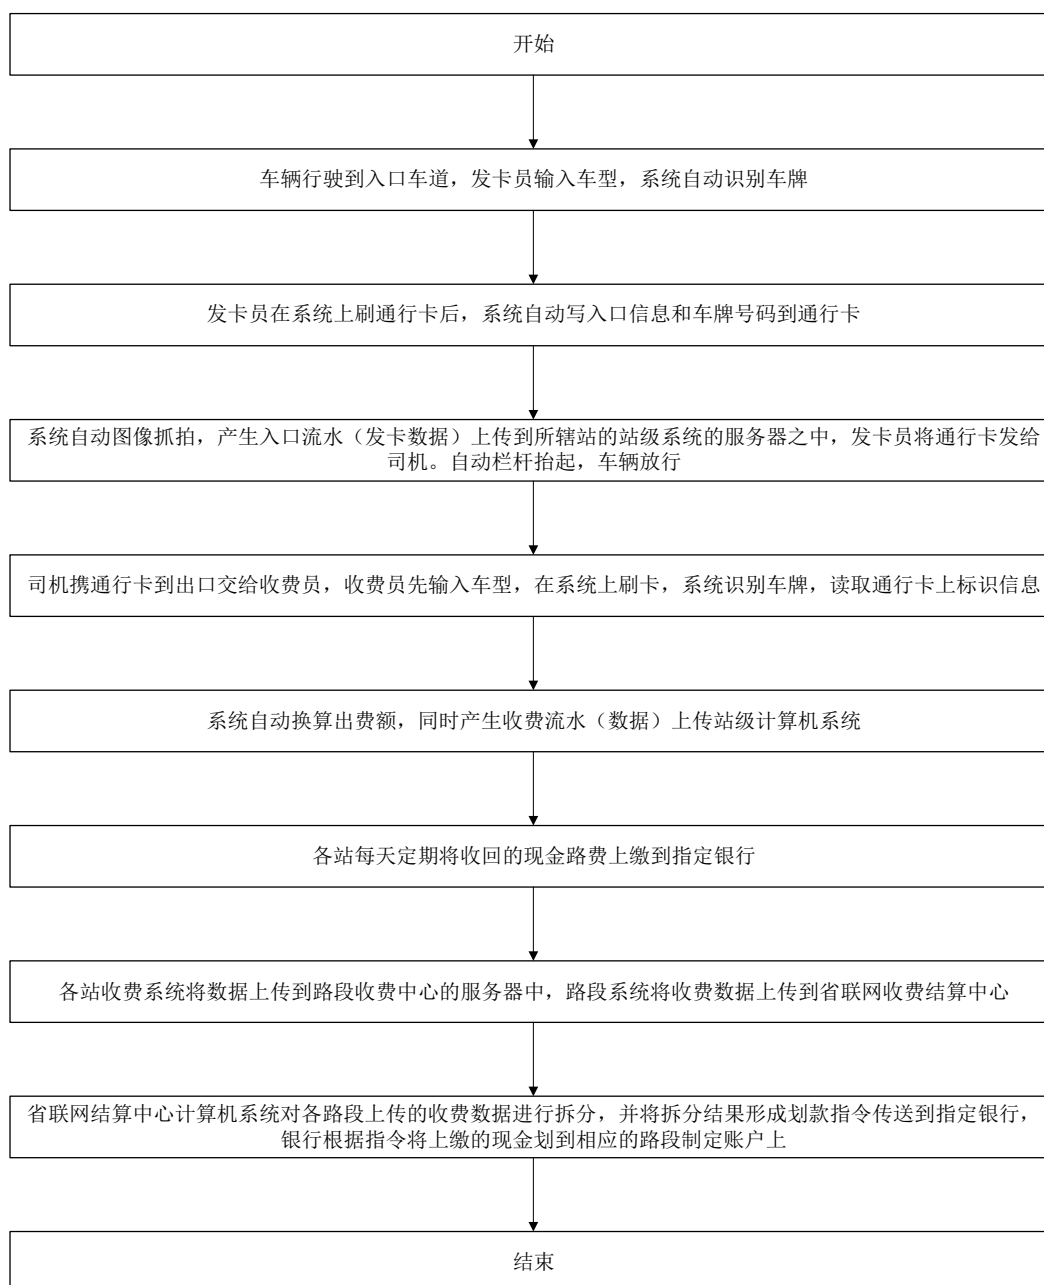 开始
车辆行驶到入口车道，发卡员输入车型，系统自动识别车牌
发卡员在系统上刷通行卡后，系统自动写入口信息和车牌号码到通行卡
系统自动图像抓拍，产生入口流水（发卡数据）上传到所辖站的站级系统的服务器之中，发卡员将通行卡发给
司机。自动栏杆抬起，车辆放行
司机携通行卡到出口交给收费员，收费员先输入车型，在系统上刷卡，系统识别车牌，读取通行卡上标识信息
系统自动换算出费额，同时产生收费流水（数据）上传站级计算机系统
各站每天定期将收回的现金路费上缴到指定银行
各站收费系统将数据上传到路段收费中心的服务器中，路段系统将收费数据上传到省联网收费结算中心
省联网结算中心计算机系统对各路段上传的收费数据进行拆分，并将拆分结果形成划款指令传送到指定银行，
银行根据指令将上缴的现金划到相应的路段制定账户上
结束